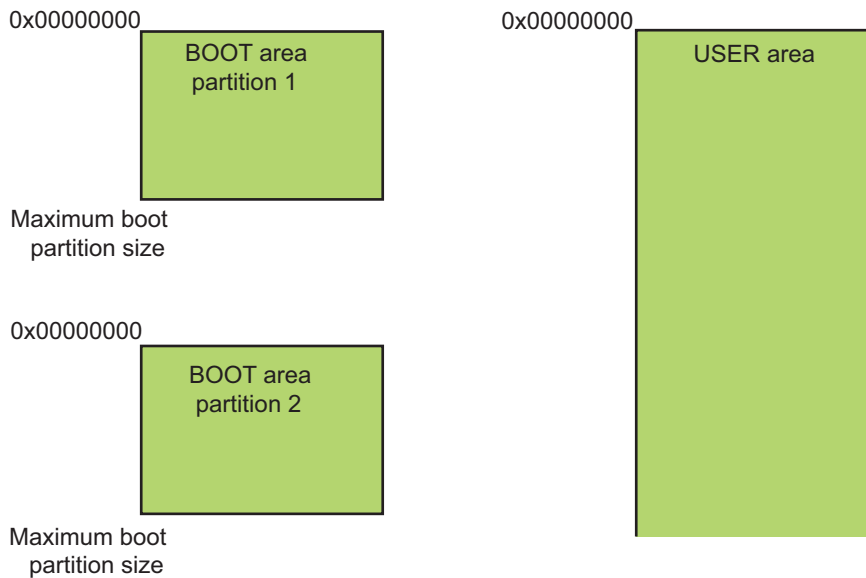 0x00000000
BOOT area
partition 1
Maximum boot
partition size
0x00000000
BOOT area
partition 2
Maximum boot
partition size
0x00000000
USER area